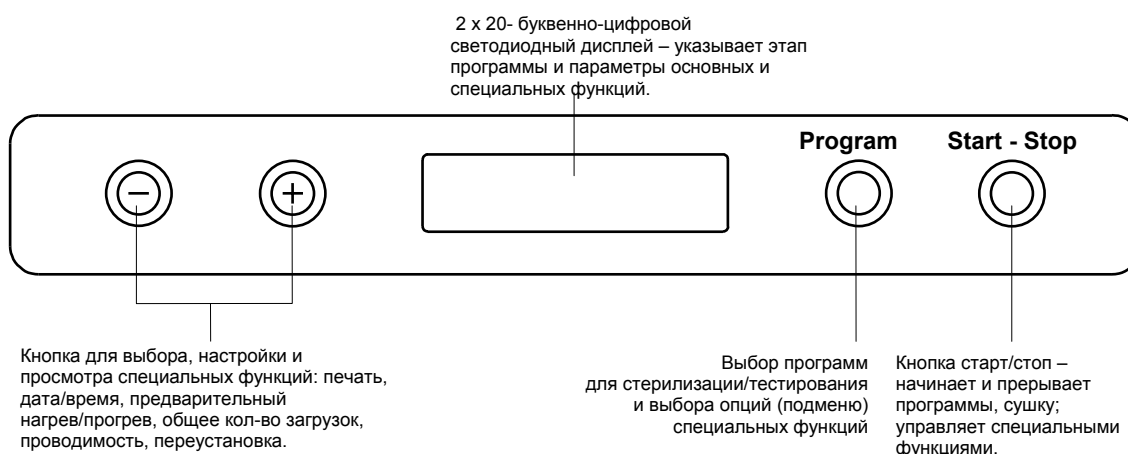 2 x 20- буквенно-цифровой
светодиодный дисплей – указывает этап
программы и параметры основных и
специальных функций.
Program
Start - Stop
Кнопка для выбора, настройки и
просмотра специальных функций: печать,
дата/время, предварительный
нагрев/прогрев, общее кол-во загрузок,
проводимость, переустановка.
Выбор программ
для стерилизации/тестирования
и выбора опций (подменю)
специальных функций
Кнопка старт/стоп –
начинает и прерывает
программы, сушку;
управляет специальными
функциями.